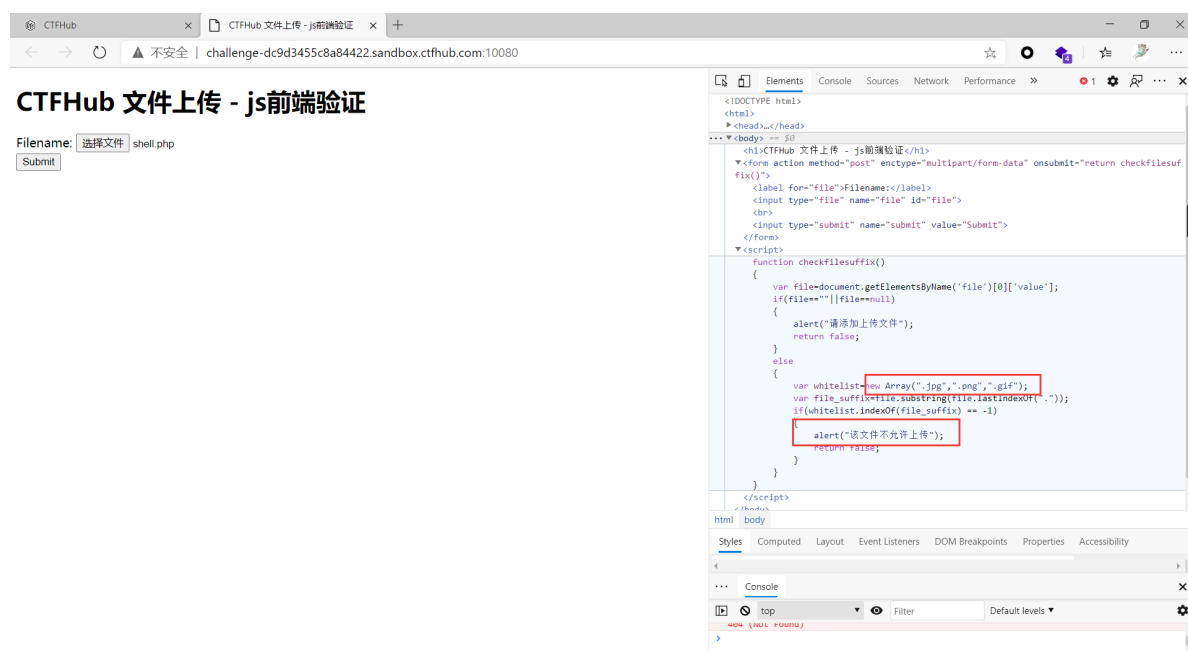 CTFHub
CTFHub 文件上传 - js前端验证
不安全 | challenge-dc9d3455c8a84422.sandbox.ctfhub.com:10080
4
CTFHub 文件上传 - js前端验证
Filename: 选择文件 shell.php
Submit
Elements Console Sources Network Performance » 1
<!DOCTYPE html>
<html>
<head>…</head>
<body> == $0
<h1>CTFHub 文件上传 - js前端验证</h1>
<form action method="post" enctype="multipart/form-data" onsubmit="return checkfilesuf
fix()">
<label for="file">Filename:</label>
<input type="file" name="file" id="file">
<br>
<input type="submit" name="submit" value="Submit">
</form>
<script>
function checkfilesuffix()
{
var file=document.getElementsByName('file')[0]['value'];
if(file==""||file==null)
{
alert("请添加上传文件");
return false;
}
else
{
var whitelist=new Array(".jpg",".png",".gif");
var file_suffix=file.substring(file.lastIndexOf("."));
if(whitelist.indexOf(file_suffix) == -1)
{
alert("该文件不允许上传");
return false;
}
}
}
</script>
</body>
html body
Styles Computed Layout Event Listeners DOM Breakpoints Properties Accessibility
Console
top Filter Default levels
404 (Not Found)